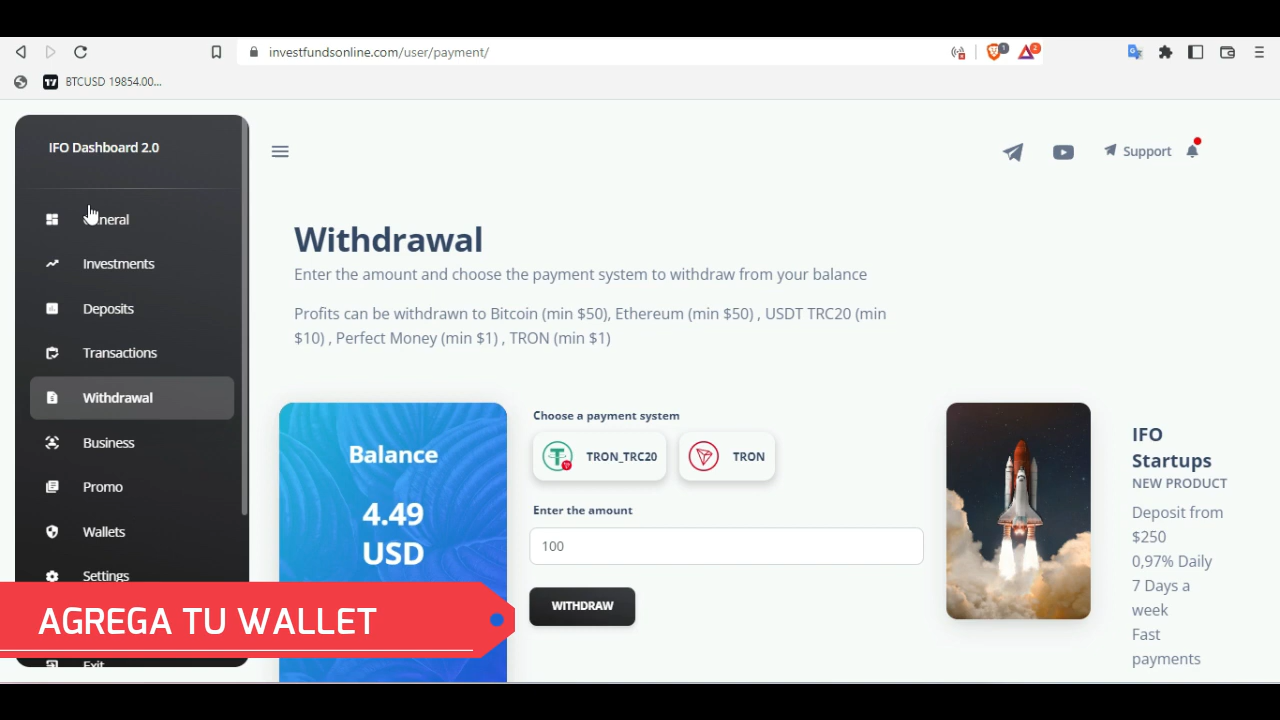 investfundsonline.com/user/payment/
1
2
BTCUSD 19854.00...
IFO Dashboard 2.0
Support
General
Investments
Deposits
Transactions
Withdrawal
Business
Promo
Wallets
Settings
Exit
Withdrawal
Enter the amount and choose the payment system to withdraw from your balance
Profits can be withdrawn to Bitcoin (min $50), Ethereum (min $50) , USDT TRC20 (min
$10) , Perfect Money (min $1) , TRON (min $1)
Balance
4.49
USD
Choose a payment system
TRON_TRC20
TRON
Enter the amount
100
WITHDRAW
IFO
Startups
NEW PRODUCT
Deposit from
$250
0,97% Daily
7 Days a
week
Fast
payments
AGREGA TU WALLET